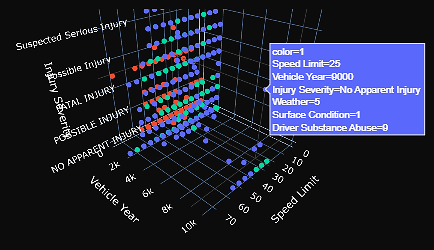 Suspected Serious Injury
Possible Injury
FATAL INJURY
POSSIBLE INJURY
NO APPARENT INJURY
Injury Severity
0
2k
4k
6k
8k
10k
Vehicle Year
0
10
20
30
40
50
60
70
Speed Limit
color=1
Speed Limit=25
Vehicle Year=9000
Injury Severity=No Apparent Injury
Weather=5
Surface Condition=1
Driver Substance Abuse=9